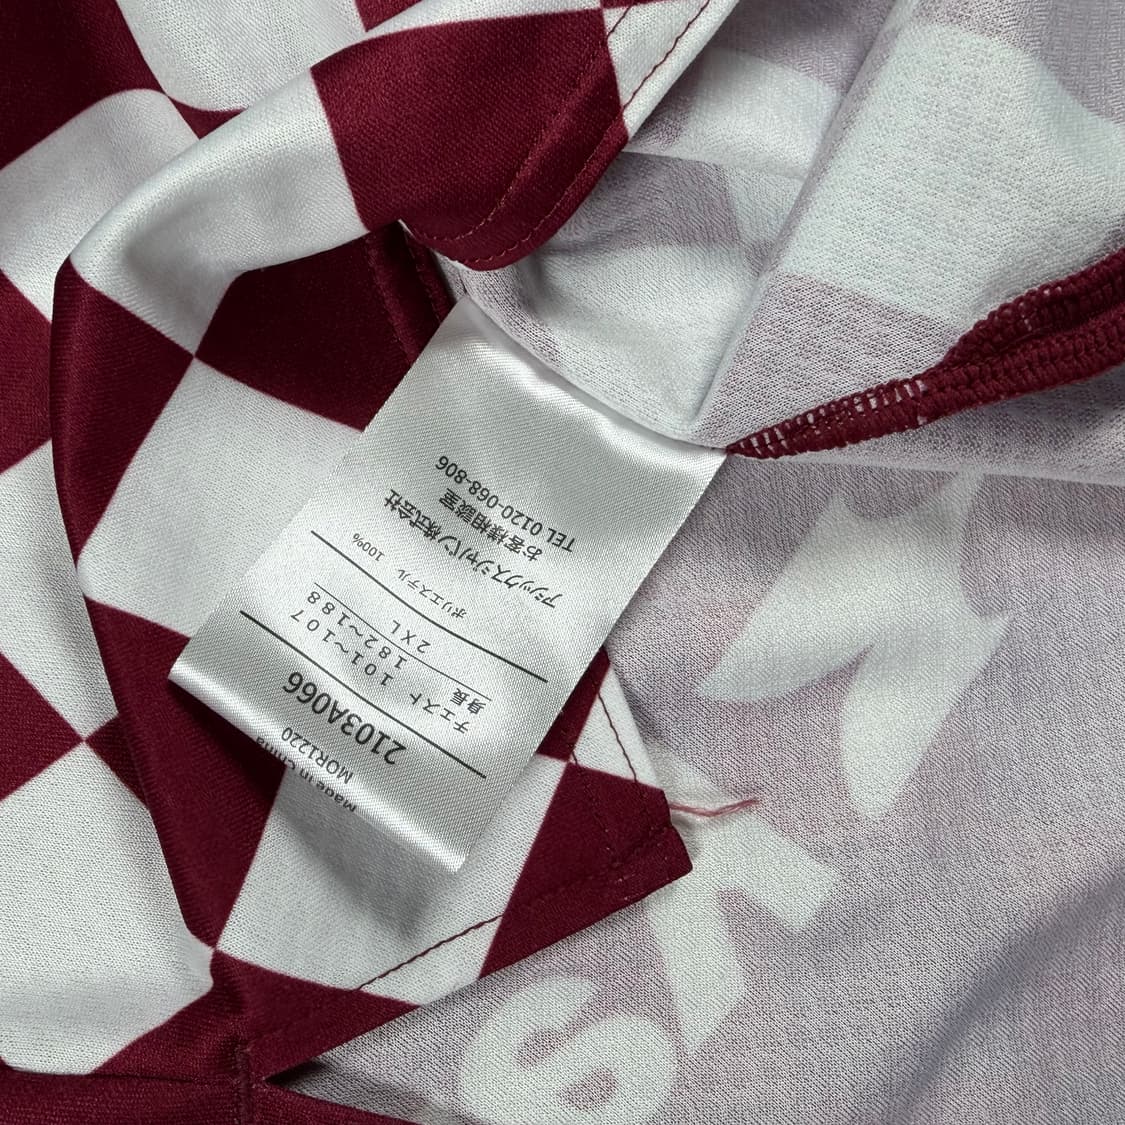 Made in China
MOR1220
2103A066
チェスト 101～107
身長 182～188
2XL
ポリエステル 100%
アシックスジャパン株式会社
お客様相談室
TEL 0120-068-806